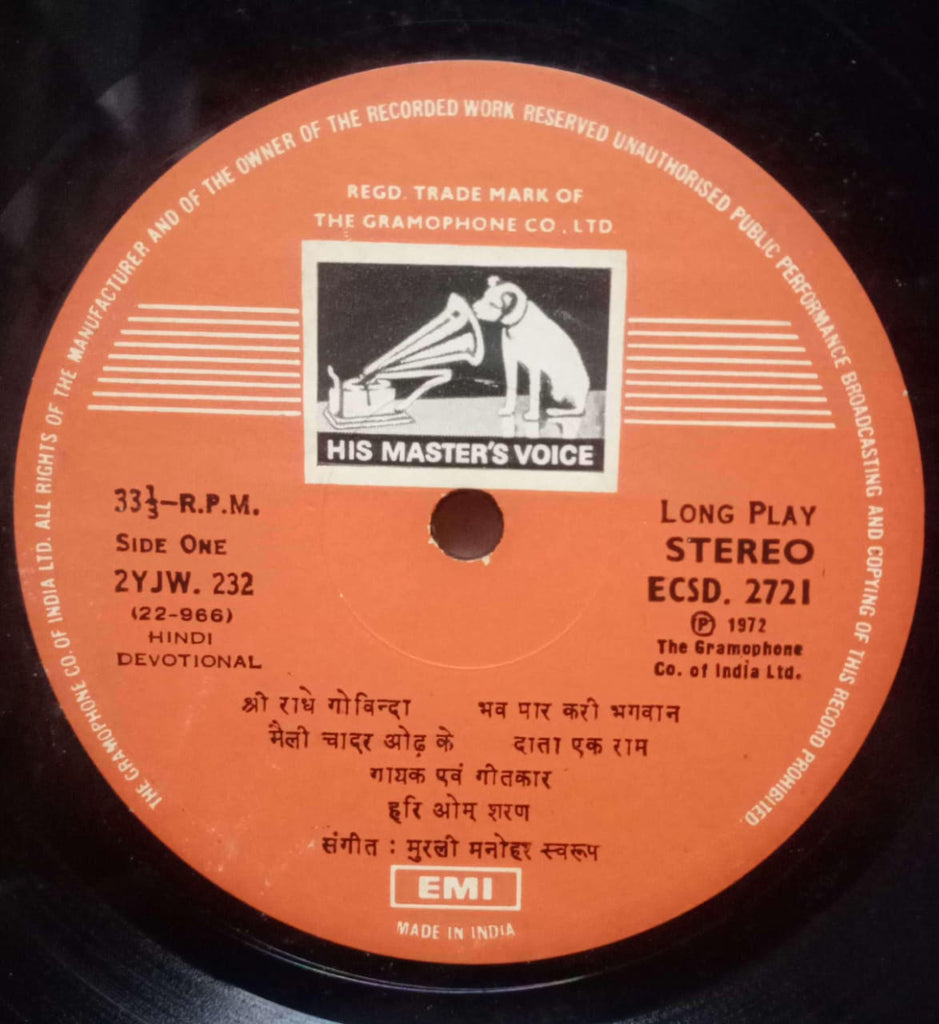 THE GRAMOPHONE CO. OF INDIA LTD. ALL RIGHTS OF THE MANUFACTURER AND OF THE OWNER OF THE RECORDED WORK RESERVED UNAUTHORISED PUBLIC PERFORMANCE BROADCASTING AND COPYING OF THIS RECORD PROHIBITED.
REGD. TRADE MARK OF
THE GRAMOPHONE CO. LTD.
HIS MASTER'S VOICE
33⅓-R.P.M.
SIDE ONE
2YJW. 232
(22-966)
HINDI
DEVOTIONAL
LONG PLAY
STEREO
ECSD. 2721
Ⓟ 1972
The Gramophone
Co. of India Ltd.
श्री राधे गोविन्दा भव पार करो भगवान
मैली चादर ओढ़ के दाता एक राम
गायक एवं गीतकार
हरि ओम् शरण
संगीत : मुरली मनोहर स्वरूप
EMI
MADE IN INDIA